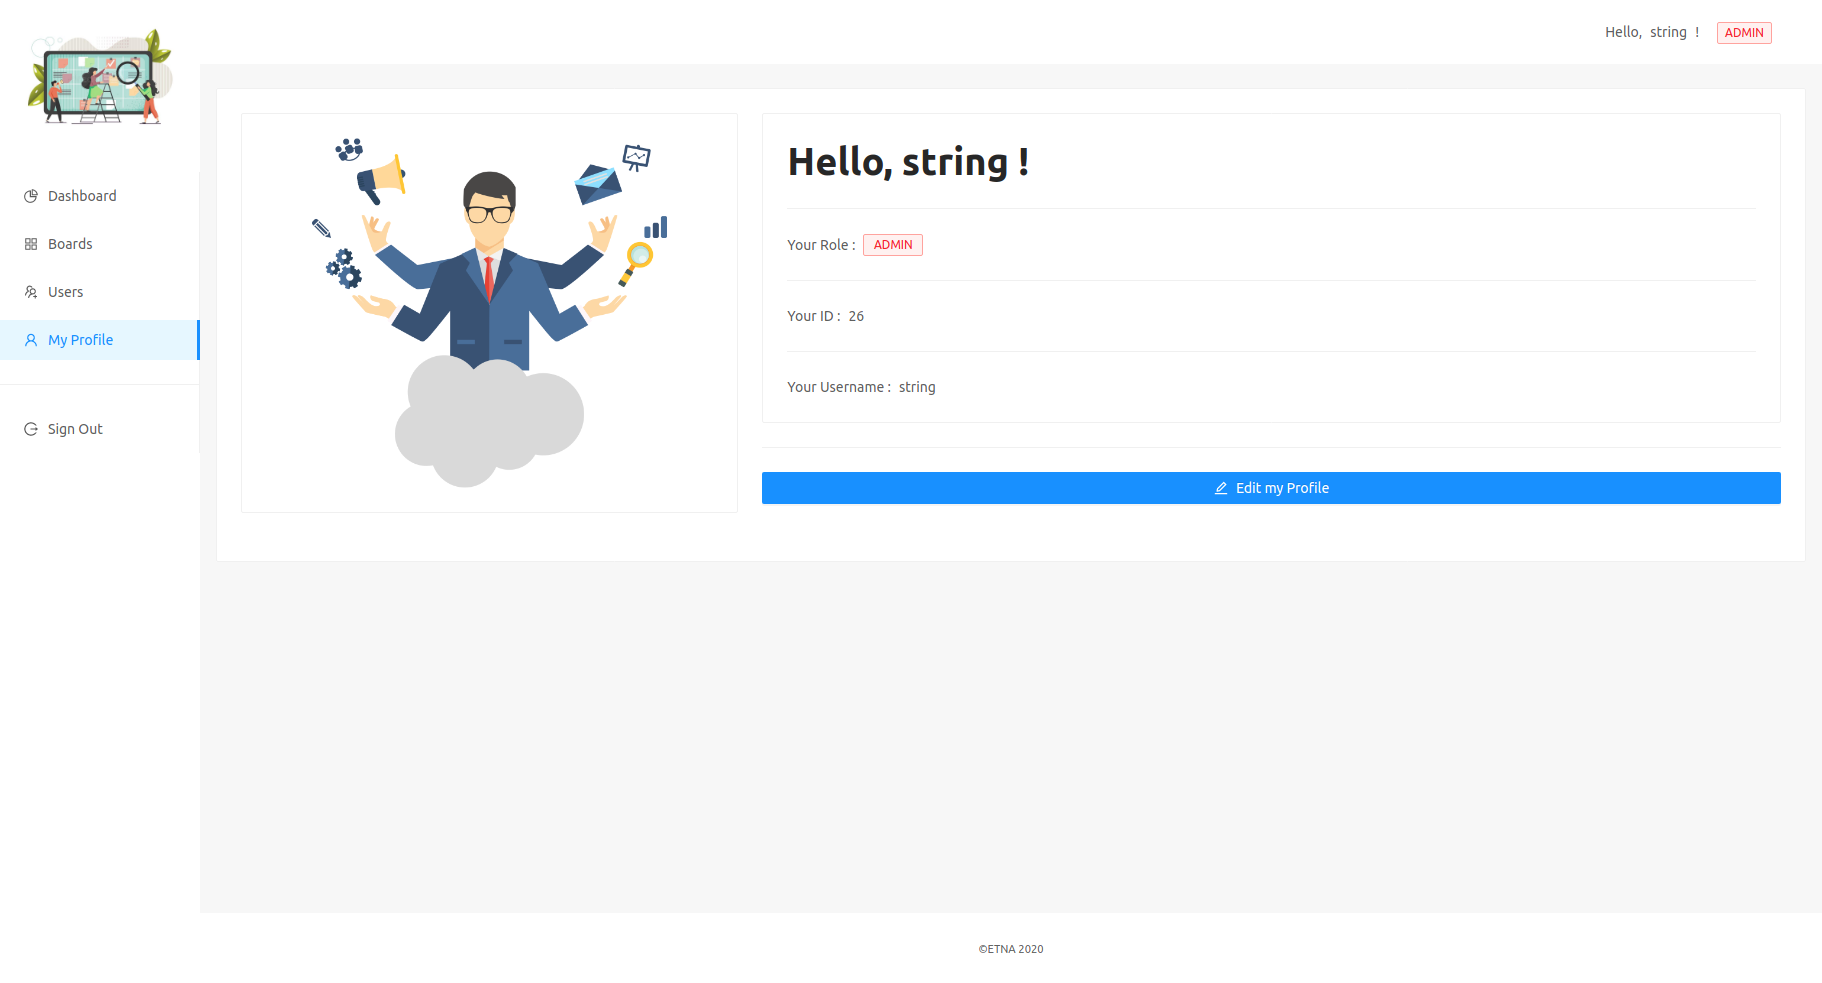 Hello, string ! ADMIN
Dashboard
Boards
Users
My Profile
Sign Out
Hello, string !
Your Role : ADMIN
Your ID : 26
Your Username : string
Edit my Profile
©ETNA 2020